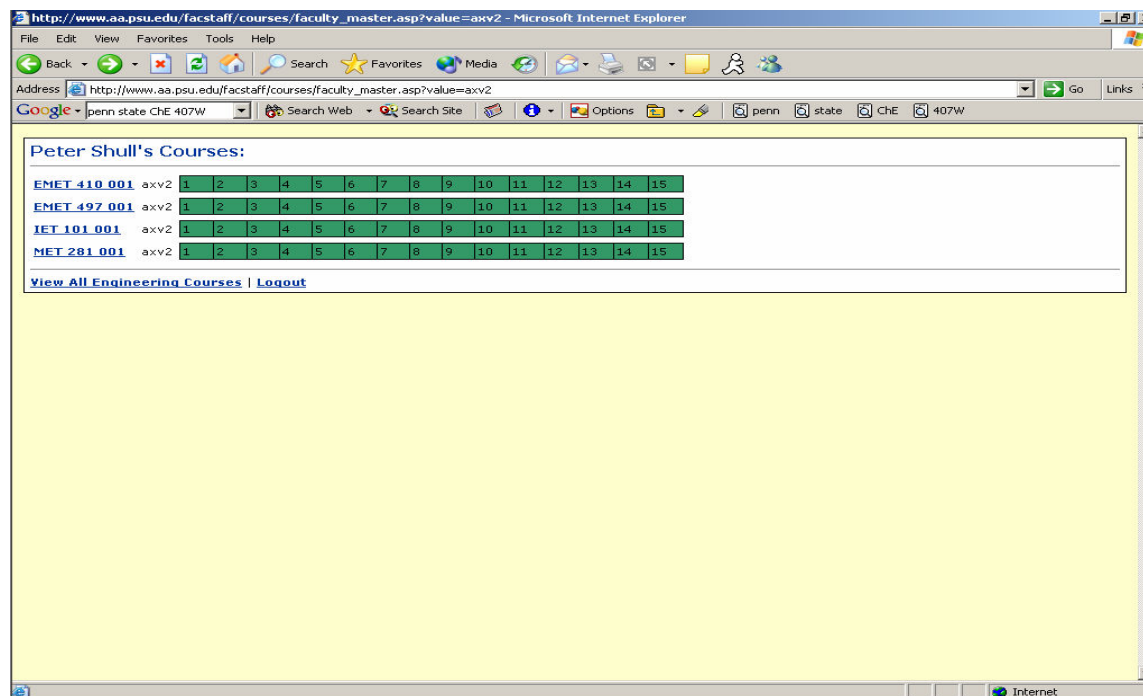 http://www.aa.psu.edu/facstaff/courses/faculty_master.asp?value=axv2 - Microsoft Internet Explorer
File Edit View Favorites Tools Help
Back Search Favorites Media
Address http://www.aa.psu.edu/facstaff/courses/faculty_master.asp?value=axv2 Go Links
Google penn state ChE 407W Search Web Search Site Options penn state ChE 407W
Peter Shull's Courses:
EMET 410 001 axv2 1 2 3 4 5 6 7 8 9 10 11 12 13 14 15
EMET 497 001 axv2 1 2 3 4 5 6 7 8 9 10 11 12 13 14 15
IET 101 001 axv2 1 2 3 4 5 6 7 8 9 10 11 12 13 14 15
MET 281 001 axv2 1 2 3 4 5 6 7 8 9 10 11 12 13 14 15
View All Engineering Courses | Logout
Internet